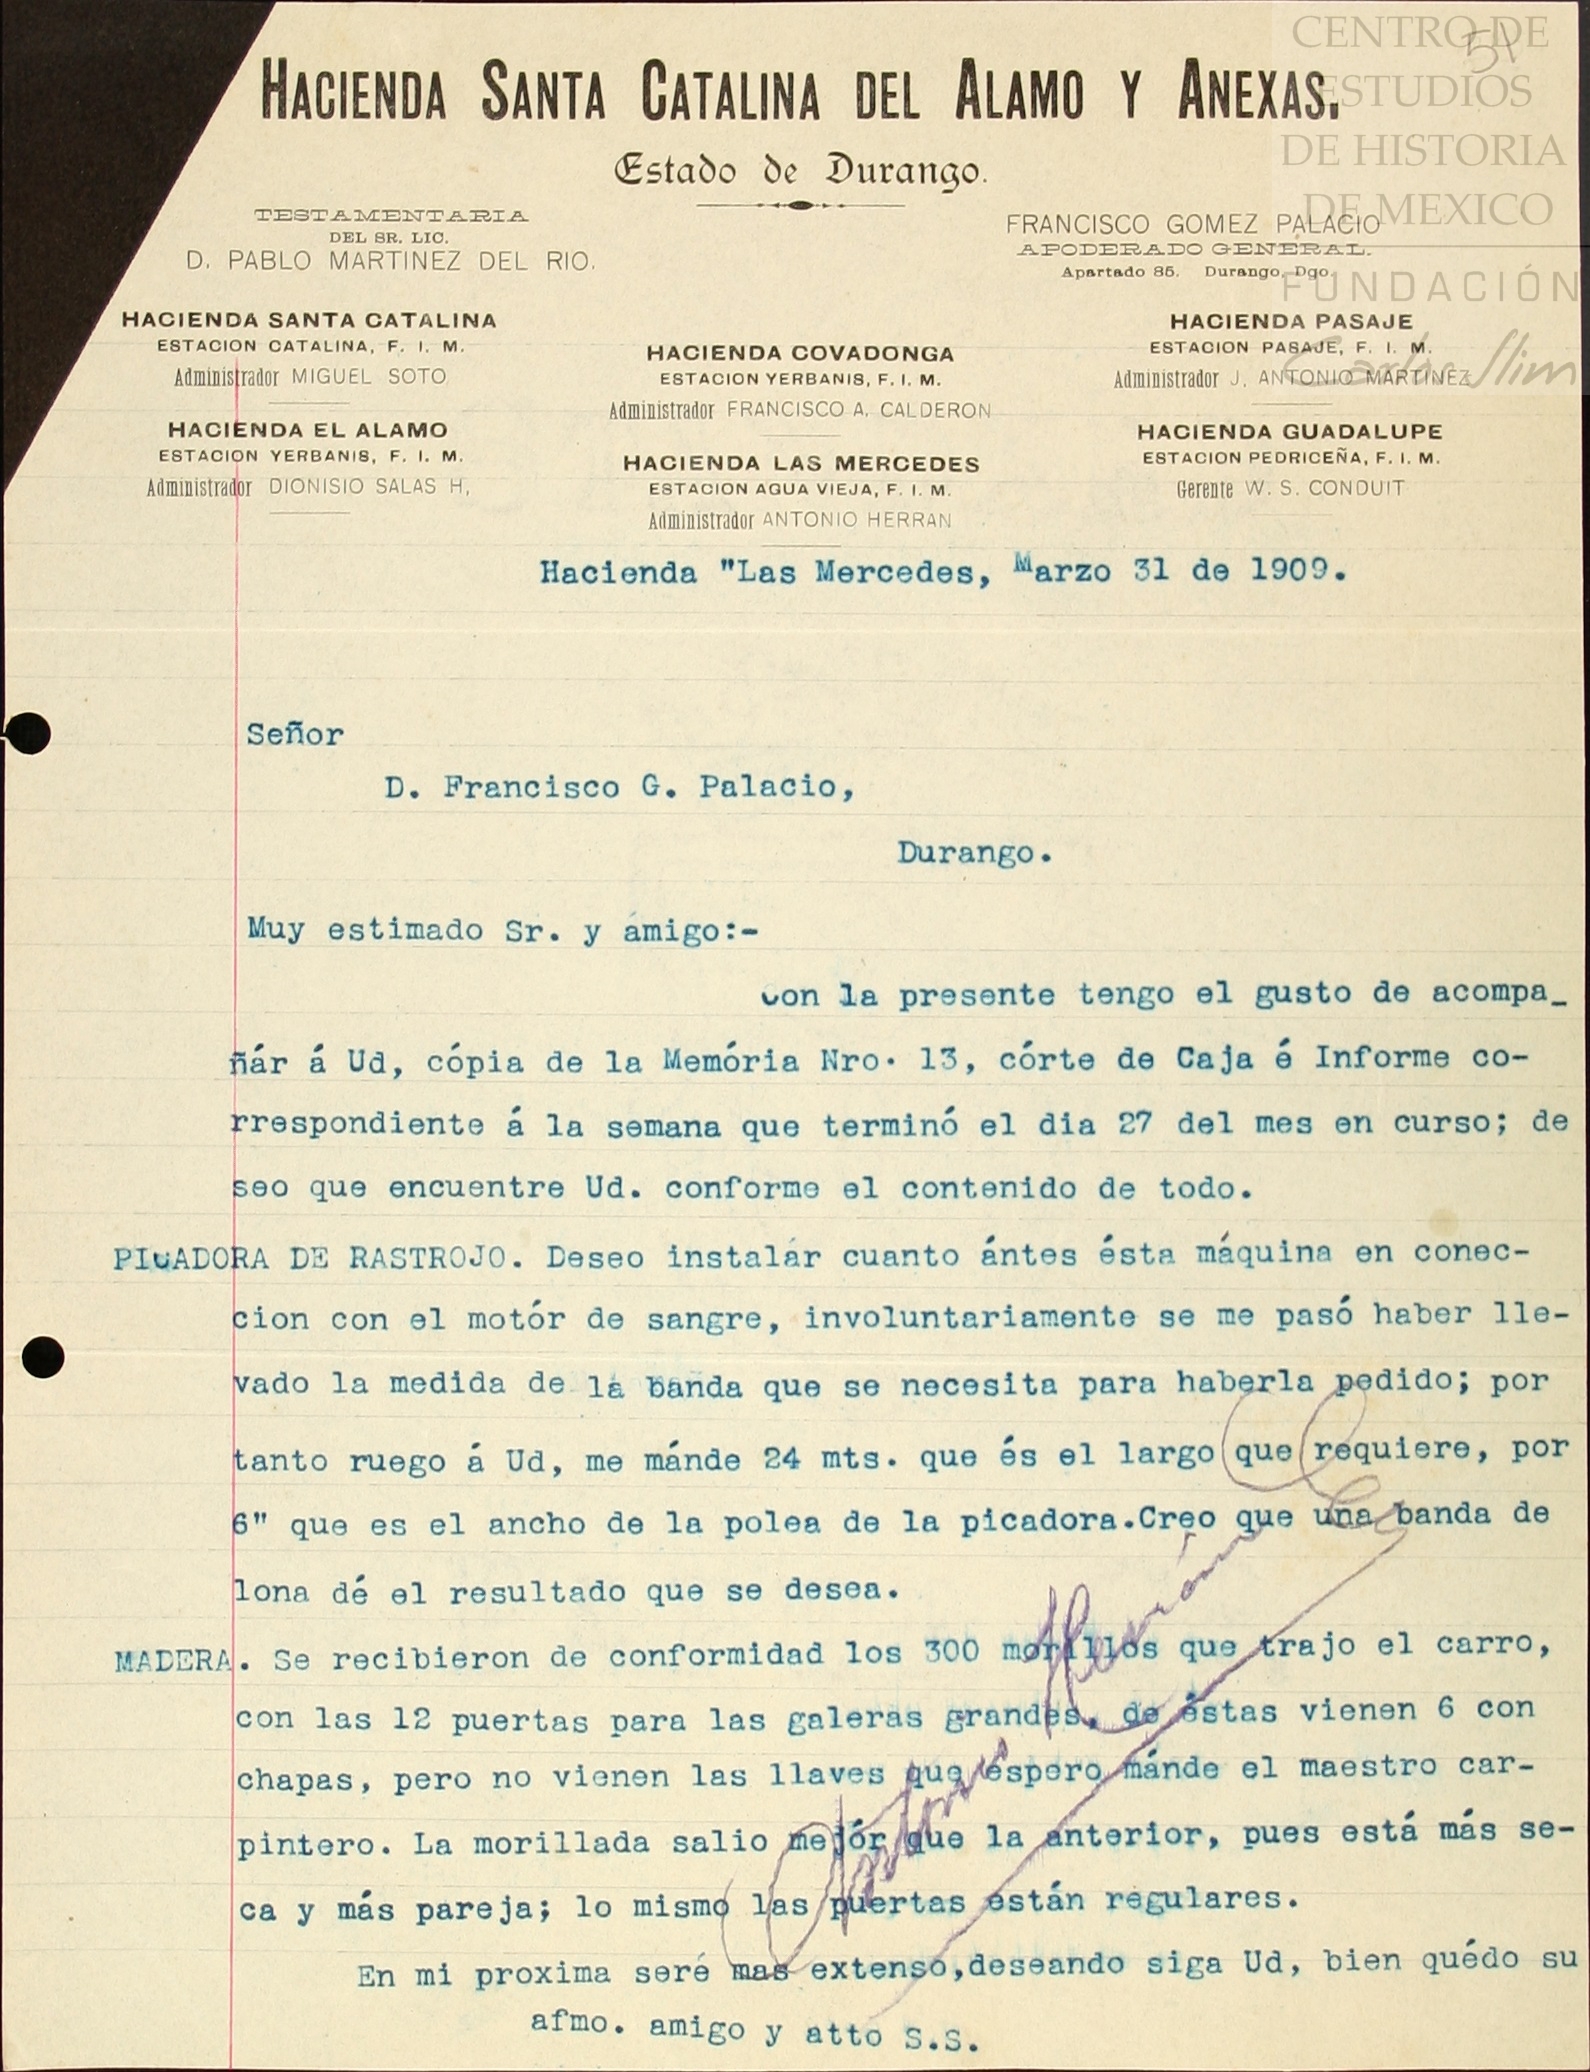 CENTRO DE
ESTUDIOS
DE HISTORIA
DE MEXICO
FUNDACIÓN
Carlos Slim
51
HACIENDA SANTA CATALINA DEL ALAMO Y ANEXAS.
Estado de Durango.
TESTAMENTARIA
DEL SR. LIC.
D. PABLO MARTINEZ DEL RIO.
FRANCISCO GOMEZ PALACIO
APODERADO GENERAL.
Apartado 85. Durango, Dgo.
HACIENDA SANTA CATALINA
ESTACION CATALINA, F. I. M.
Administrador MIGUEL SOTO
HACIENDA EL ALAMO
ESTACION YERBANIS, F. I. M.
Administrador DIONISIO SALAS H,
HACIENDA COVADONGA
ESTACION YERBANIS, F. I. M.
Administrador FRANCISCO A. CALDERON
HACIENDA LAS MERCEDES
ESTACION AGUA VIEJA, F. I. M.
Administrador ANTONIO HERRAN
HACIENDA PASAJE
ESTACION PASAJE, F. I. M.
Administrador J. ANTONIO MARTINEZ
HACIENDA GUADALUPE
ESTACION PEDRICEÑA, F. I. M.
Gerente W. S. CONDUIT
Hacienda "Las Mercedes, Marzo 31 de 1909.
Señor
D. Francisco G. Palacio,
Durango.
Muy estimado Sr. y ámigo:-
Con la presente tengo el gusto de acompa_
ñár á Ud, cópia de la Memória Nro. 13, córte de Caja é Informe co-
rrespondiente á la semana que terminó el dia 27 del mes en curso; de
seo que encuentre Ud. conforme el contenido de todo.
PICADORA DE RASTROJO. Deseo instalár cuanto ántes ésta máquina en conec-
cion con el motór de sangre, involuntariamente se me pasó haber lle-
vado la medida de la banda que se necesita para haberla pedido; por
tanto ruego á Ud, me mánde 24 mts. que és el largo que requiere, por
6" que es el ancho de la polea de la picadora.Creo que una banda de
lona dé el resultado que se desea.
MADERA. Se recibieron de conformidad los 300 morillos que trajo el carro,
con las 12 puertas para las galeras grandes, de éstas vienen 6 con
chapas, pero no vienen las llaves que espero mánde el maestro car-
pintero. La morillada salio mejór que la anterior, pues está más se-
ca y más pareja; lo mismo las puertas están regulares.
En mi proxima seré mas extenso,deseando siga Ud, bien quédo su
afmo. amigo y atto S.S.
Antonio Herrán